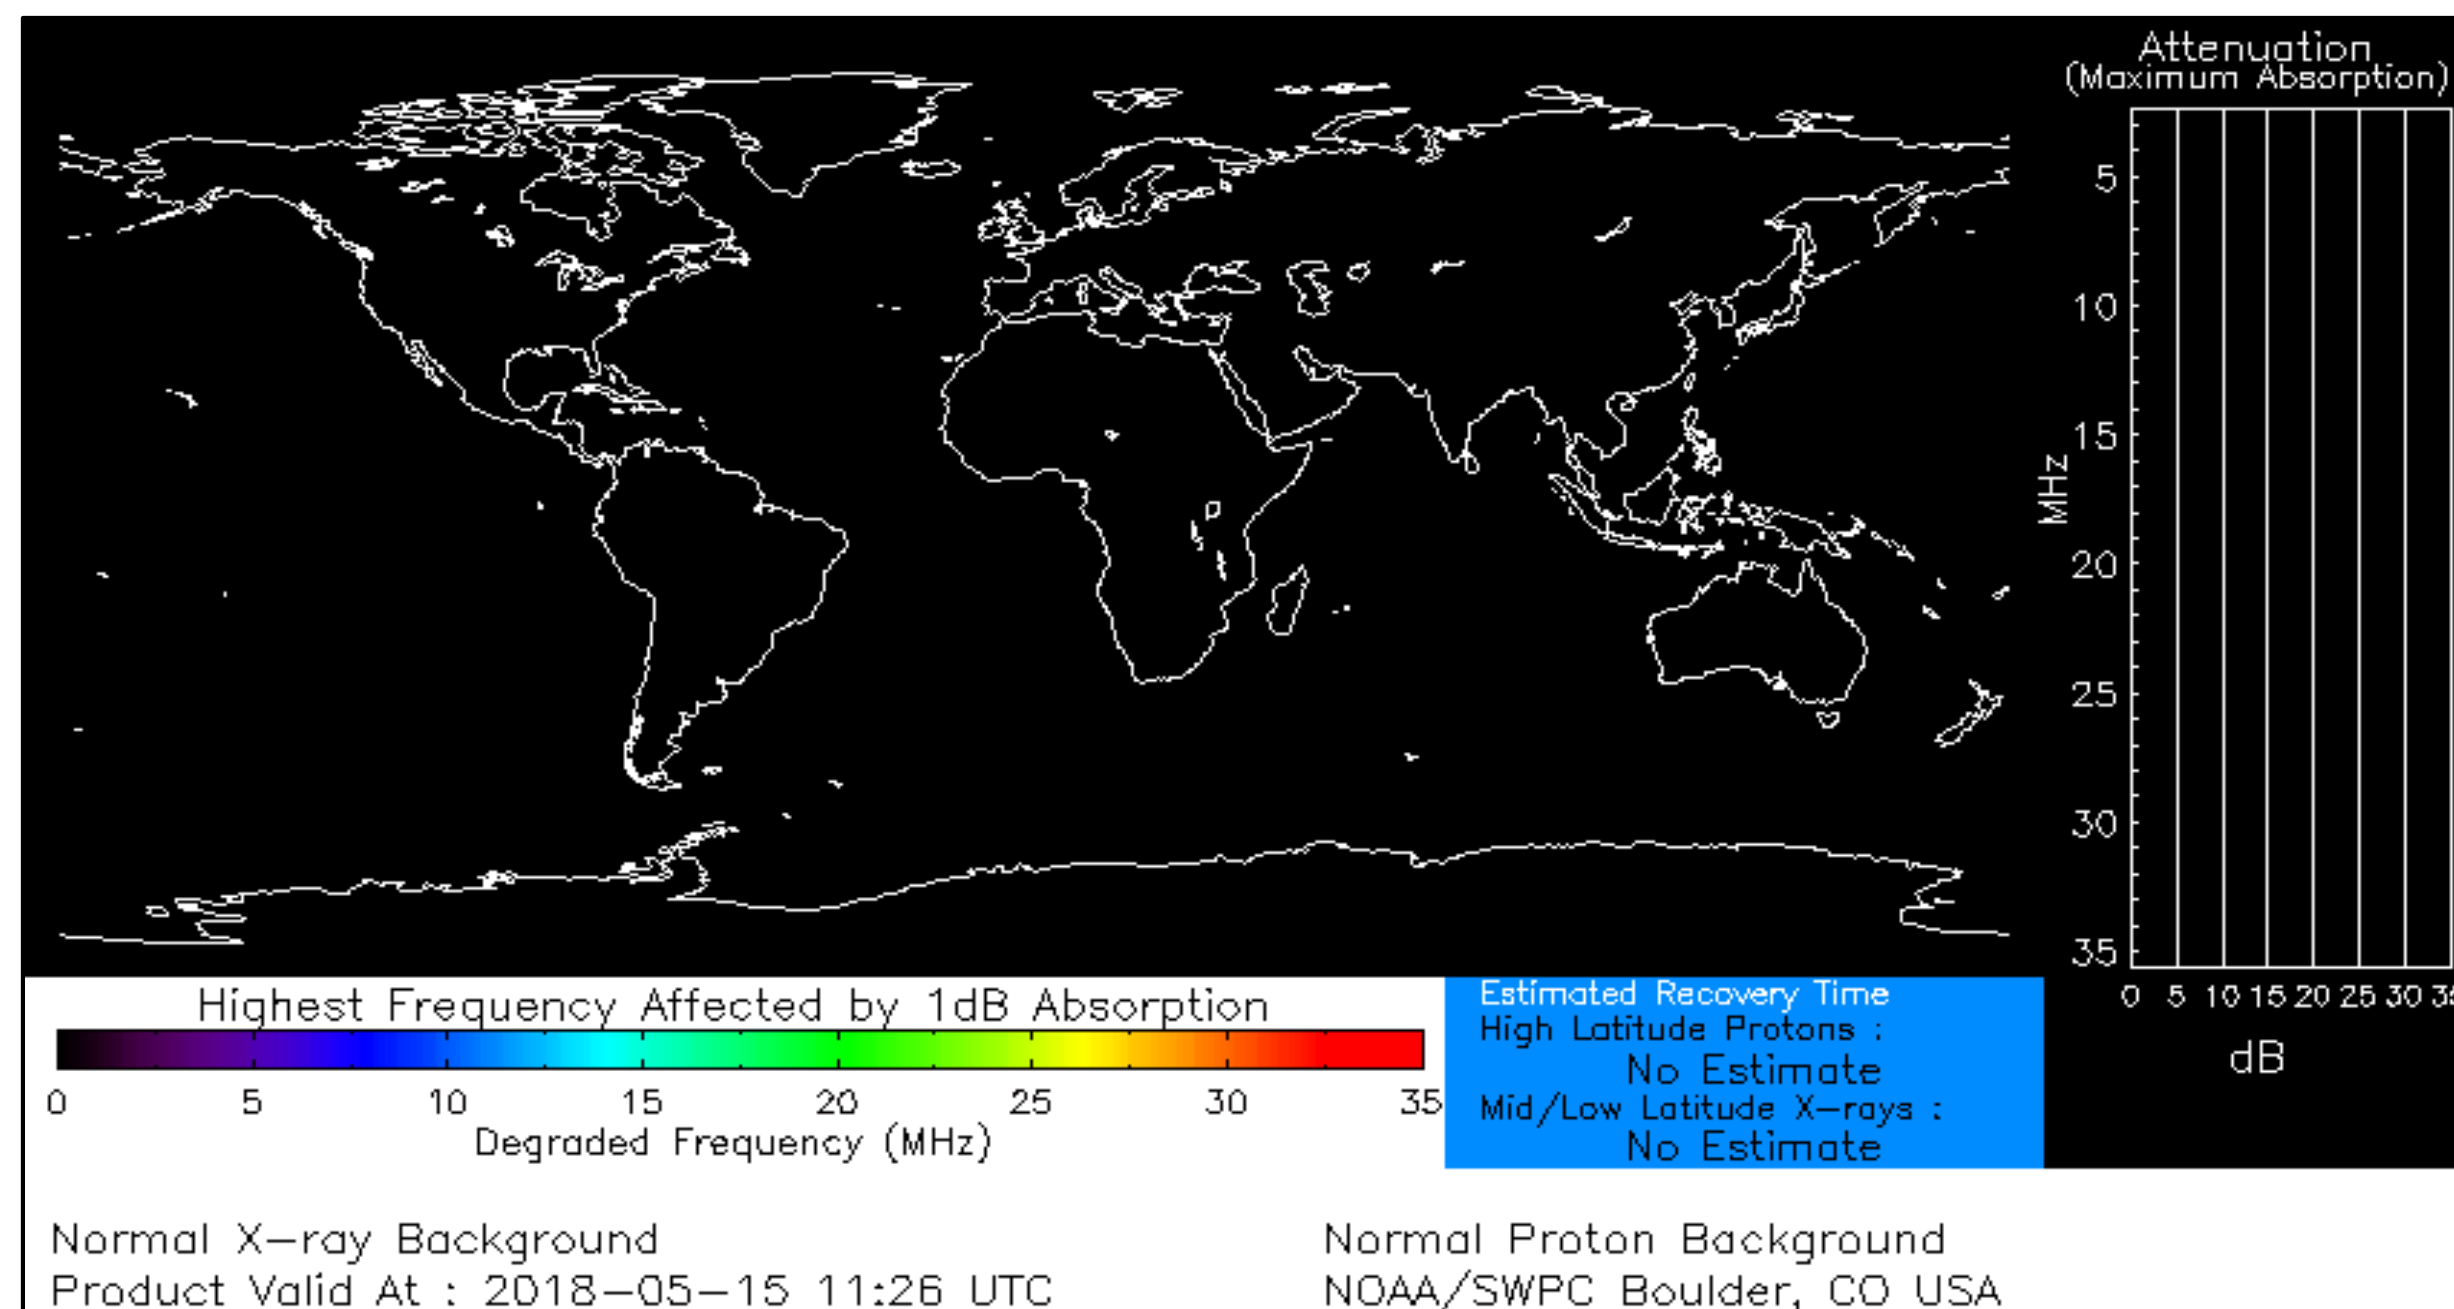 Attenuation
(Maximum Absorption)
5
10
15
20
25
30
35
MHz
0 5 10 15 20 25 30
dB
Highest Frequency Affected by 1dB Absorption
0 5 10 15 20 25 30 35
Degraded Frequency (MHz)
Estimated Recovery Time
High Latitude Protons :
No Estimate
Mid/Low Latitude X-rays :
No Estimate
Normal X-ray Background
Normal Proton Background
Product Valid At : 2018-05-15 11:26 UTC
NOAA/SWPC Boulder, CO USA